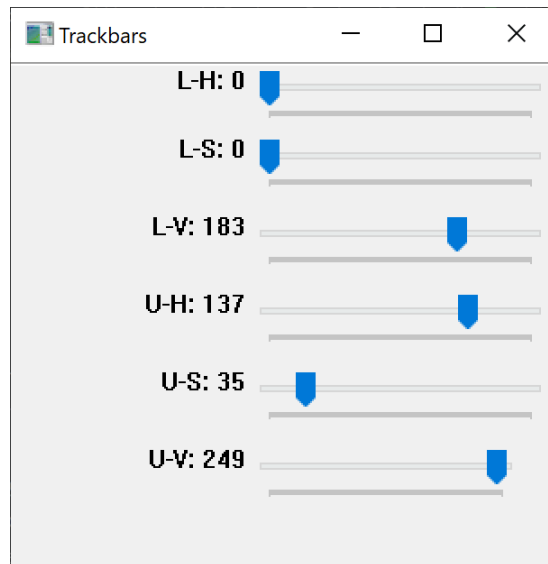 Trackbars
L-H: 0
L-S: 0
L-V: 183
U-H: 137
U-S: 35
U-V: 249